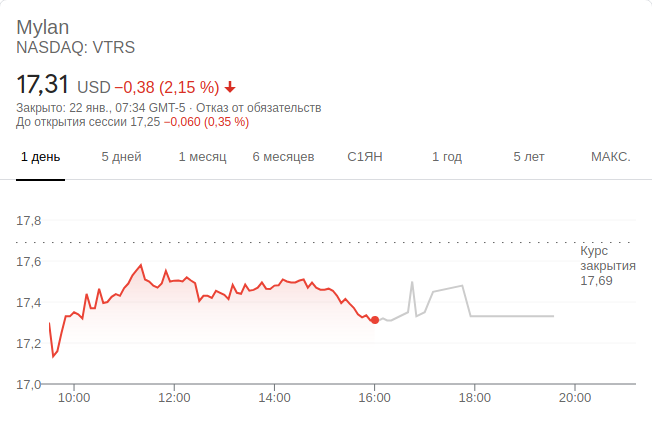 Mylan
NASDAQ: VTRS
17,31 USD −0,38 (2,15 %)
Закрыто: 22 янв., 07:34 GMT-5 · Отказ от обязательств
До открытия сессии 17,25 −0,060 (0,35 %)
1 день 5 дней 1 месяц 6 месяцев С1ЯН 1 год 5 лет МАКС.
17,8
Курс
закрытия
17,69
17,6
17,4
17,2
17,0
10:00 12:00 14:00 16:00 18:00 20:00